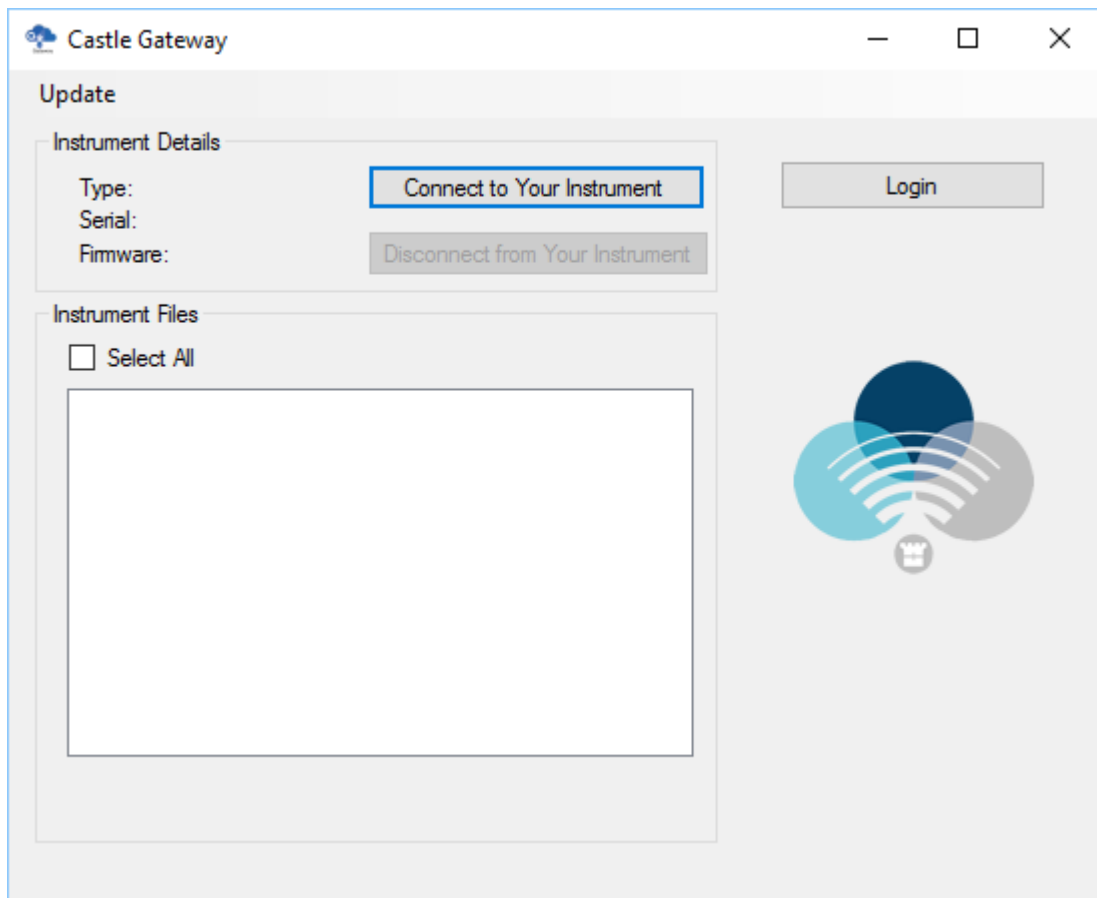 Castle Gateway
Update
Instrument Details
Type:
Connect to Your Instrument
Login
Serial:
Firmware:
Disconnect from Your Instrument
Instrument Files
Select All